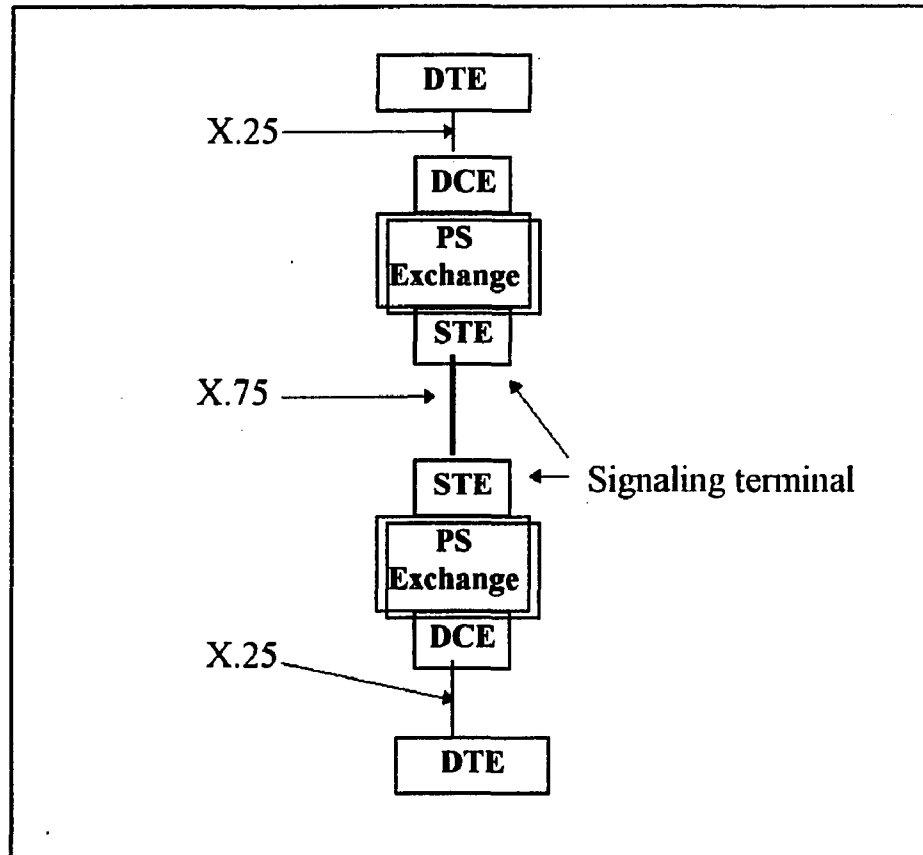 DTE
X.25
DCE
PS
Exchange
STE
X.75
STE
Signaling terminal
PS
Exchange
DCE
X.25
DTE